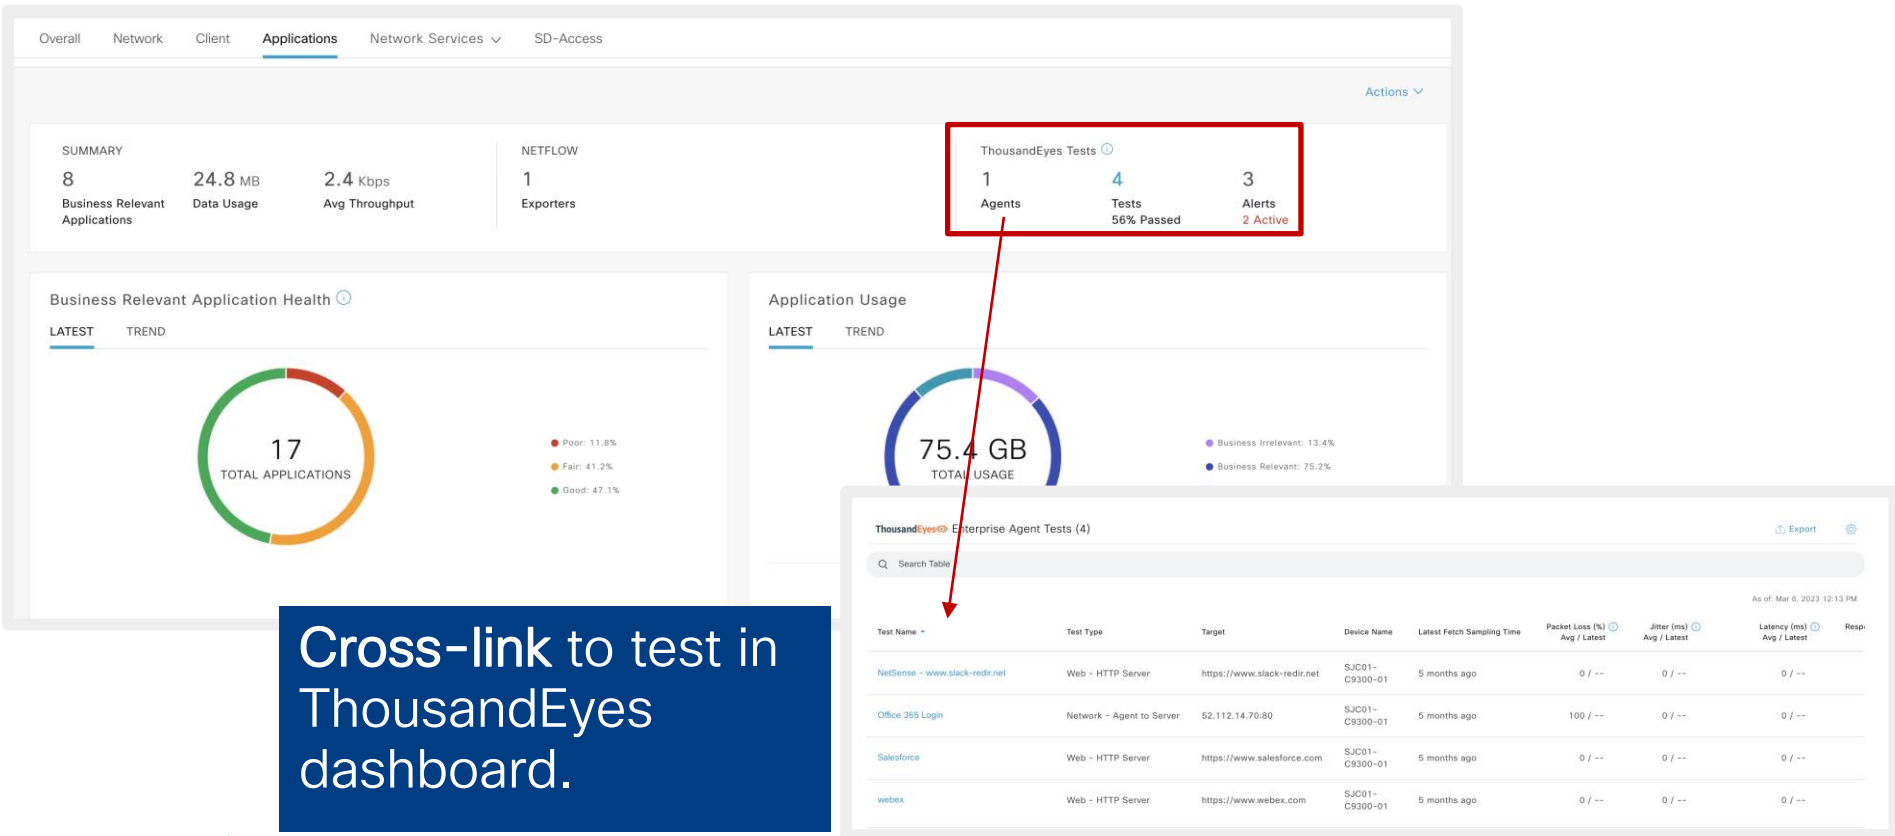 Overall Network Client Applications Network Services SD-Access
Actions
SUMMARY
8 24.8 MB 2.4 Kbps
Business Relevant Data Usage Avg Throughput
Applications
NETFLOW
1
Exporters
ThousandEyes Tests
1 4 3
Agents Tests Alerts
56% Passed 2 Active
Business Relevant Application Health
LATEST TREND
17
TOTAL APPLICATIONS
Poor: 11.8%
Fair: 41.2%
Good: 47.1%
Application Usage
LATEST TREND
75.4 GB
TOTAL USAGE
Business Irrelevant: 13.4%
Business Relevant: 75.2%
Cross-link to test in
ThousandEyes
dashboard.
ThousandEyes Enterprise Agent Tests (4) Export
Search Table
As of: Mar 6, 2023 12:13 PM
Test Name Test Type Target Device Name Latest Fetch Sampling Time Packet Loss (%) Jitter (ms) Latency (ms) Resp
Avg / Latest Avg / Latest Avg / Latest
NetSense - www.slack-redir.net Web - HTTP Server https://www.slack-redir.net SJC01- 5 months ago 0 / -- 0 / -- 0 / --
C9300-01
Office 365 Login Network - Agent to Server 52.112.14.70:80 SJC01- 5 months ago 100 / -- 0 / -- 0 / --
C9300-01
Salesforce Web - HTTP Server https://www.salesforce.com SJC01- 5 months ago 0 / -- 0 / -- 0 / --
C9300-01
webex Web - HTTP Server https://www.webex.com SJC01- 5 months ago 0 / -- 0 / -- 0 / --
C9300-01